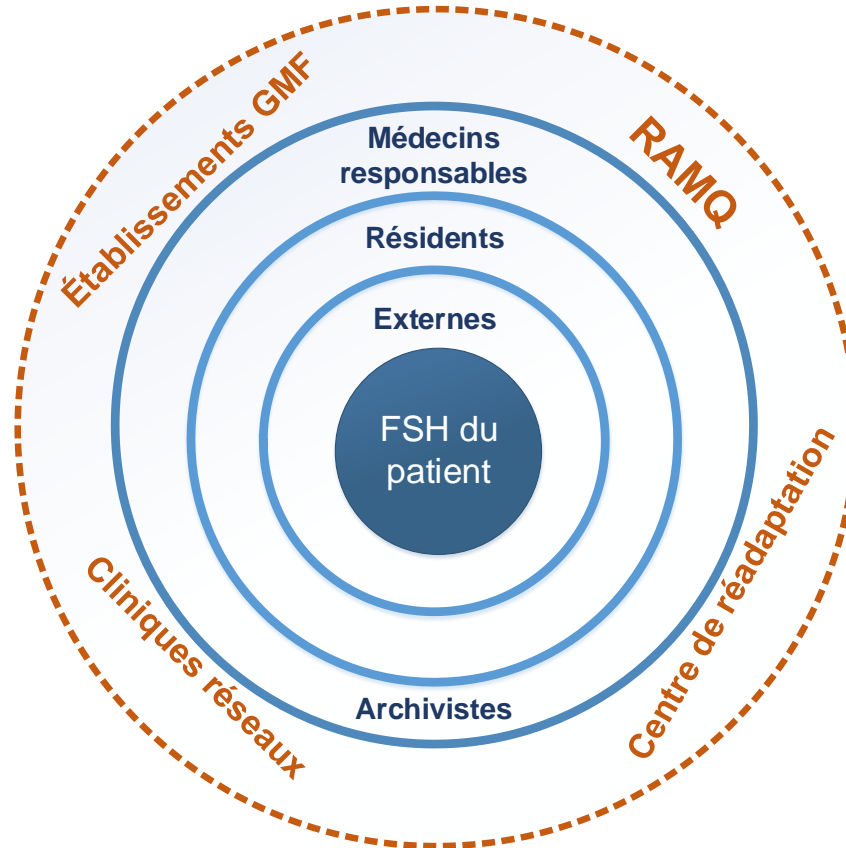 Établissements GMF
RAMQ
Médecins
responsables
Résidents
Externes
FSH du
patient
Cliniques réseaux
Centre de réadaptation
Archivistes